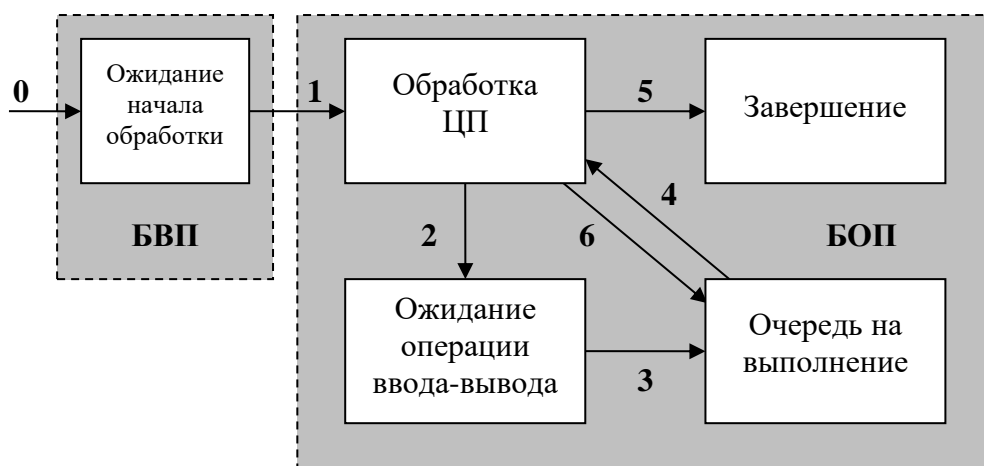 0
Ожидание
начала
обработки
1
Обработка
ЦП
5
Завершение
БВП
2
6
4
БОП
Ожидание
операции
ввода-вывода
3
Очередь на
выполнение